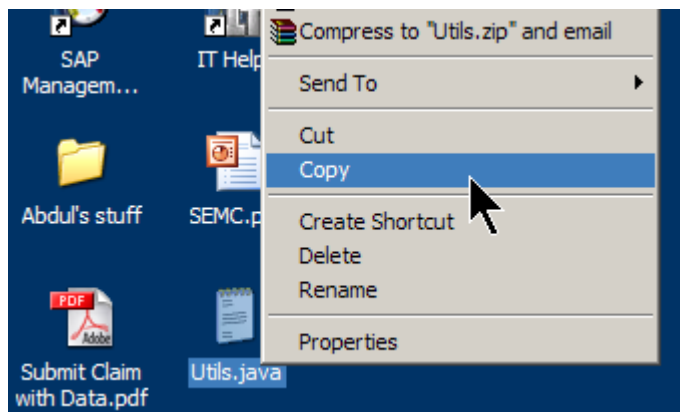 Compress to "Utils.zip" and email
SAP
Managem...
IT Help
Send To
Cut
Copy
Abdul's stuff
SEMC.p
Create Shortcut
Delete
Rename
PDF
Adobe
Properties
Submit Claim
with Data.pdf
Utils.java